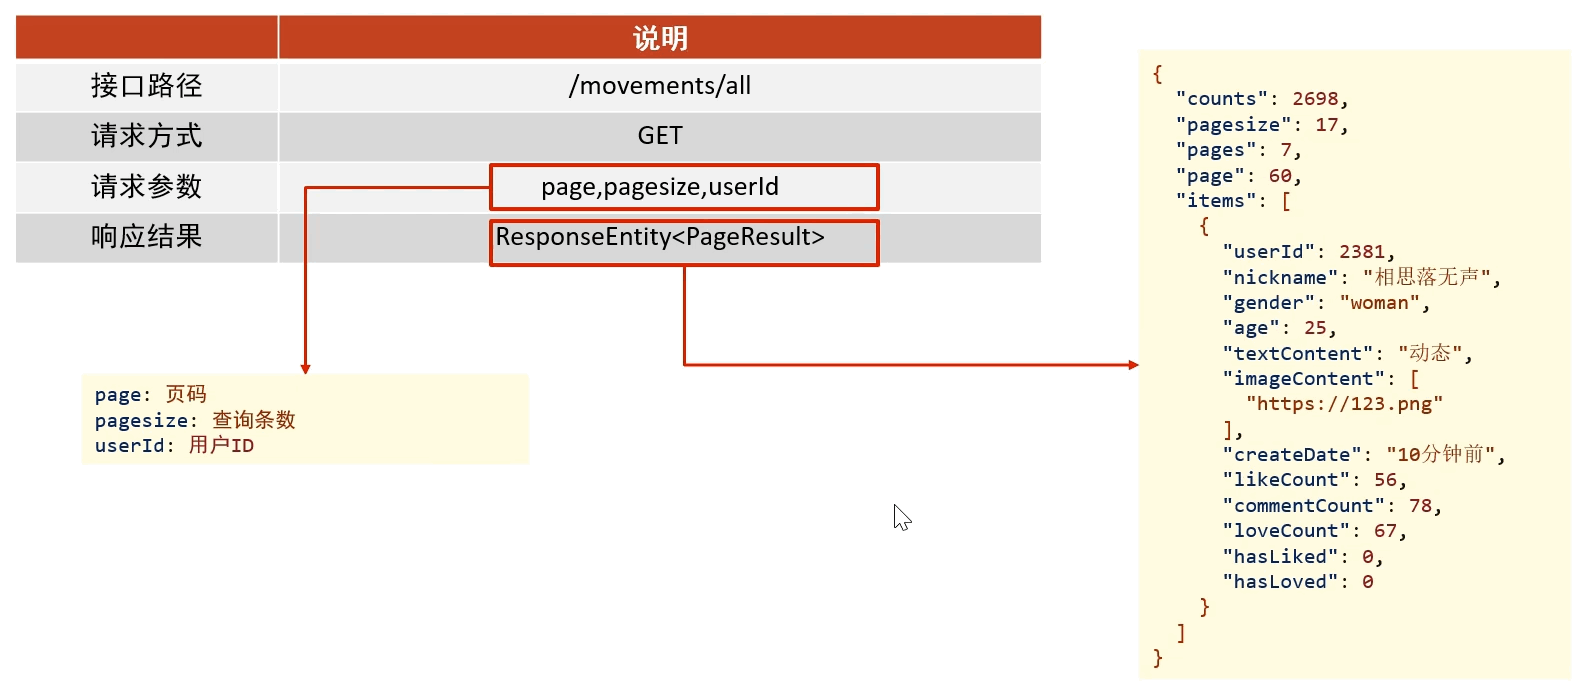 说明
接口路径 /movements/all
请求方式 GET
请求参数 page,pagesize,userId
响应结果 ResponseEntity<PageResult>
page: 页码
pagesize: 查询条数
userId: 用户ID
{
"counts": 2698,
"pagesize": 17,
"pages": 7,
"page": 60,
"items": [
{
"userId": 2381,
"nickname": "相思落无声",
"gender": "woman",
"age": 25,
"textContent": "动态",
"imageContent": [
"https://123.png"
],
"createDate": "10分钟前",
"likeCount": 56,
"commentCount": 78,
"loveCount": 67,
"hasLiked": 0,
"hasLoved": 0
}
]
}